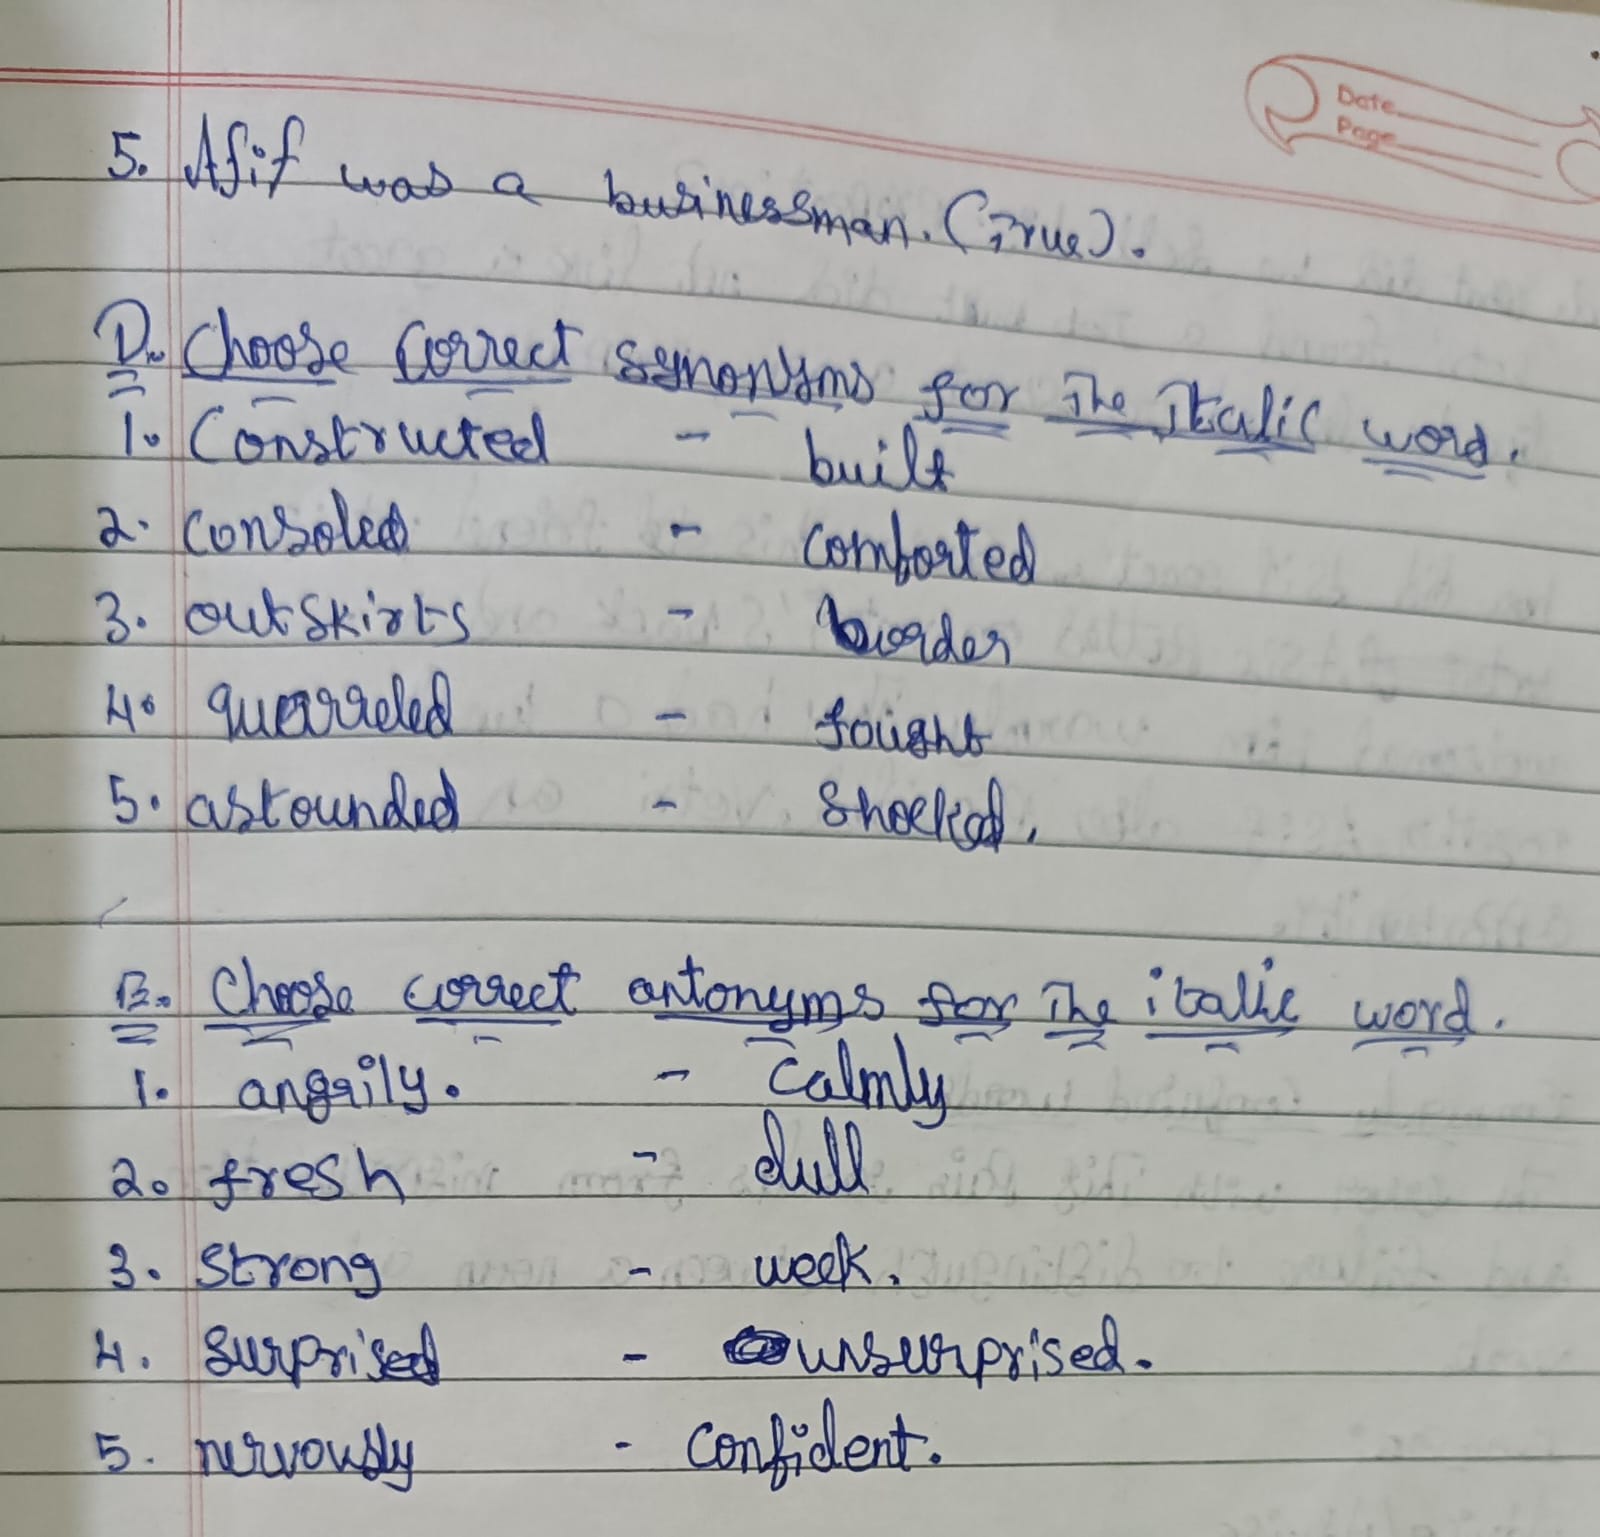 Date
Page
5. Afif was a businessman. (True).
D. Choose Correct synonyms for The Italic word.
1. Constructed - built
2. Consoled - comforted
3. outskirts - border
4. quarreled - fought
5. astounded - Shocked.
E. Choose correct antonyms for The italic word.
1. angrily. - Calmly
2. fresh - dull
3. Strong - week.
4. Surprised - unsurprised.
5. nervously - Confident.